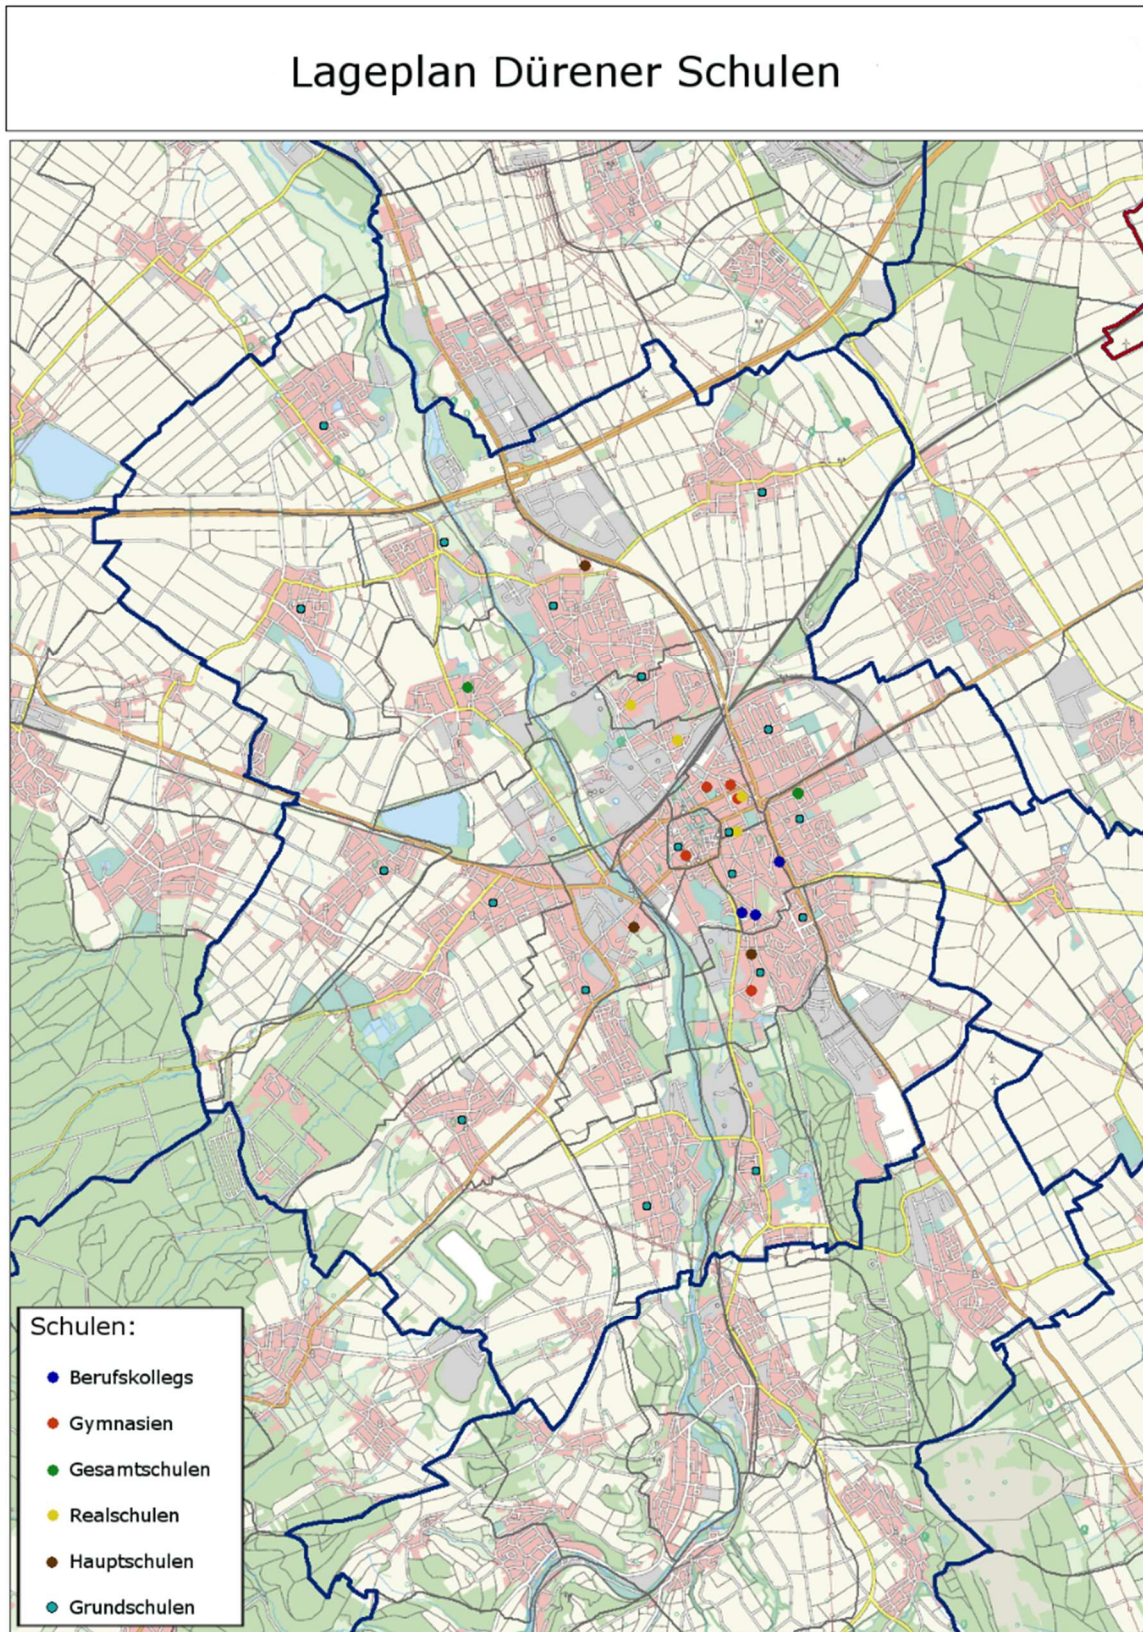 Lageplan Dürener Schulen
Schulen:
Berufskollegs
Gymnasien
Gesamtschulen
Realschulen
Hauptschulen
Grundschulen